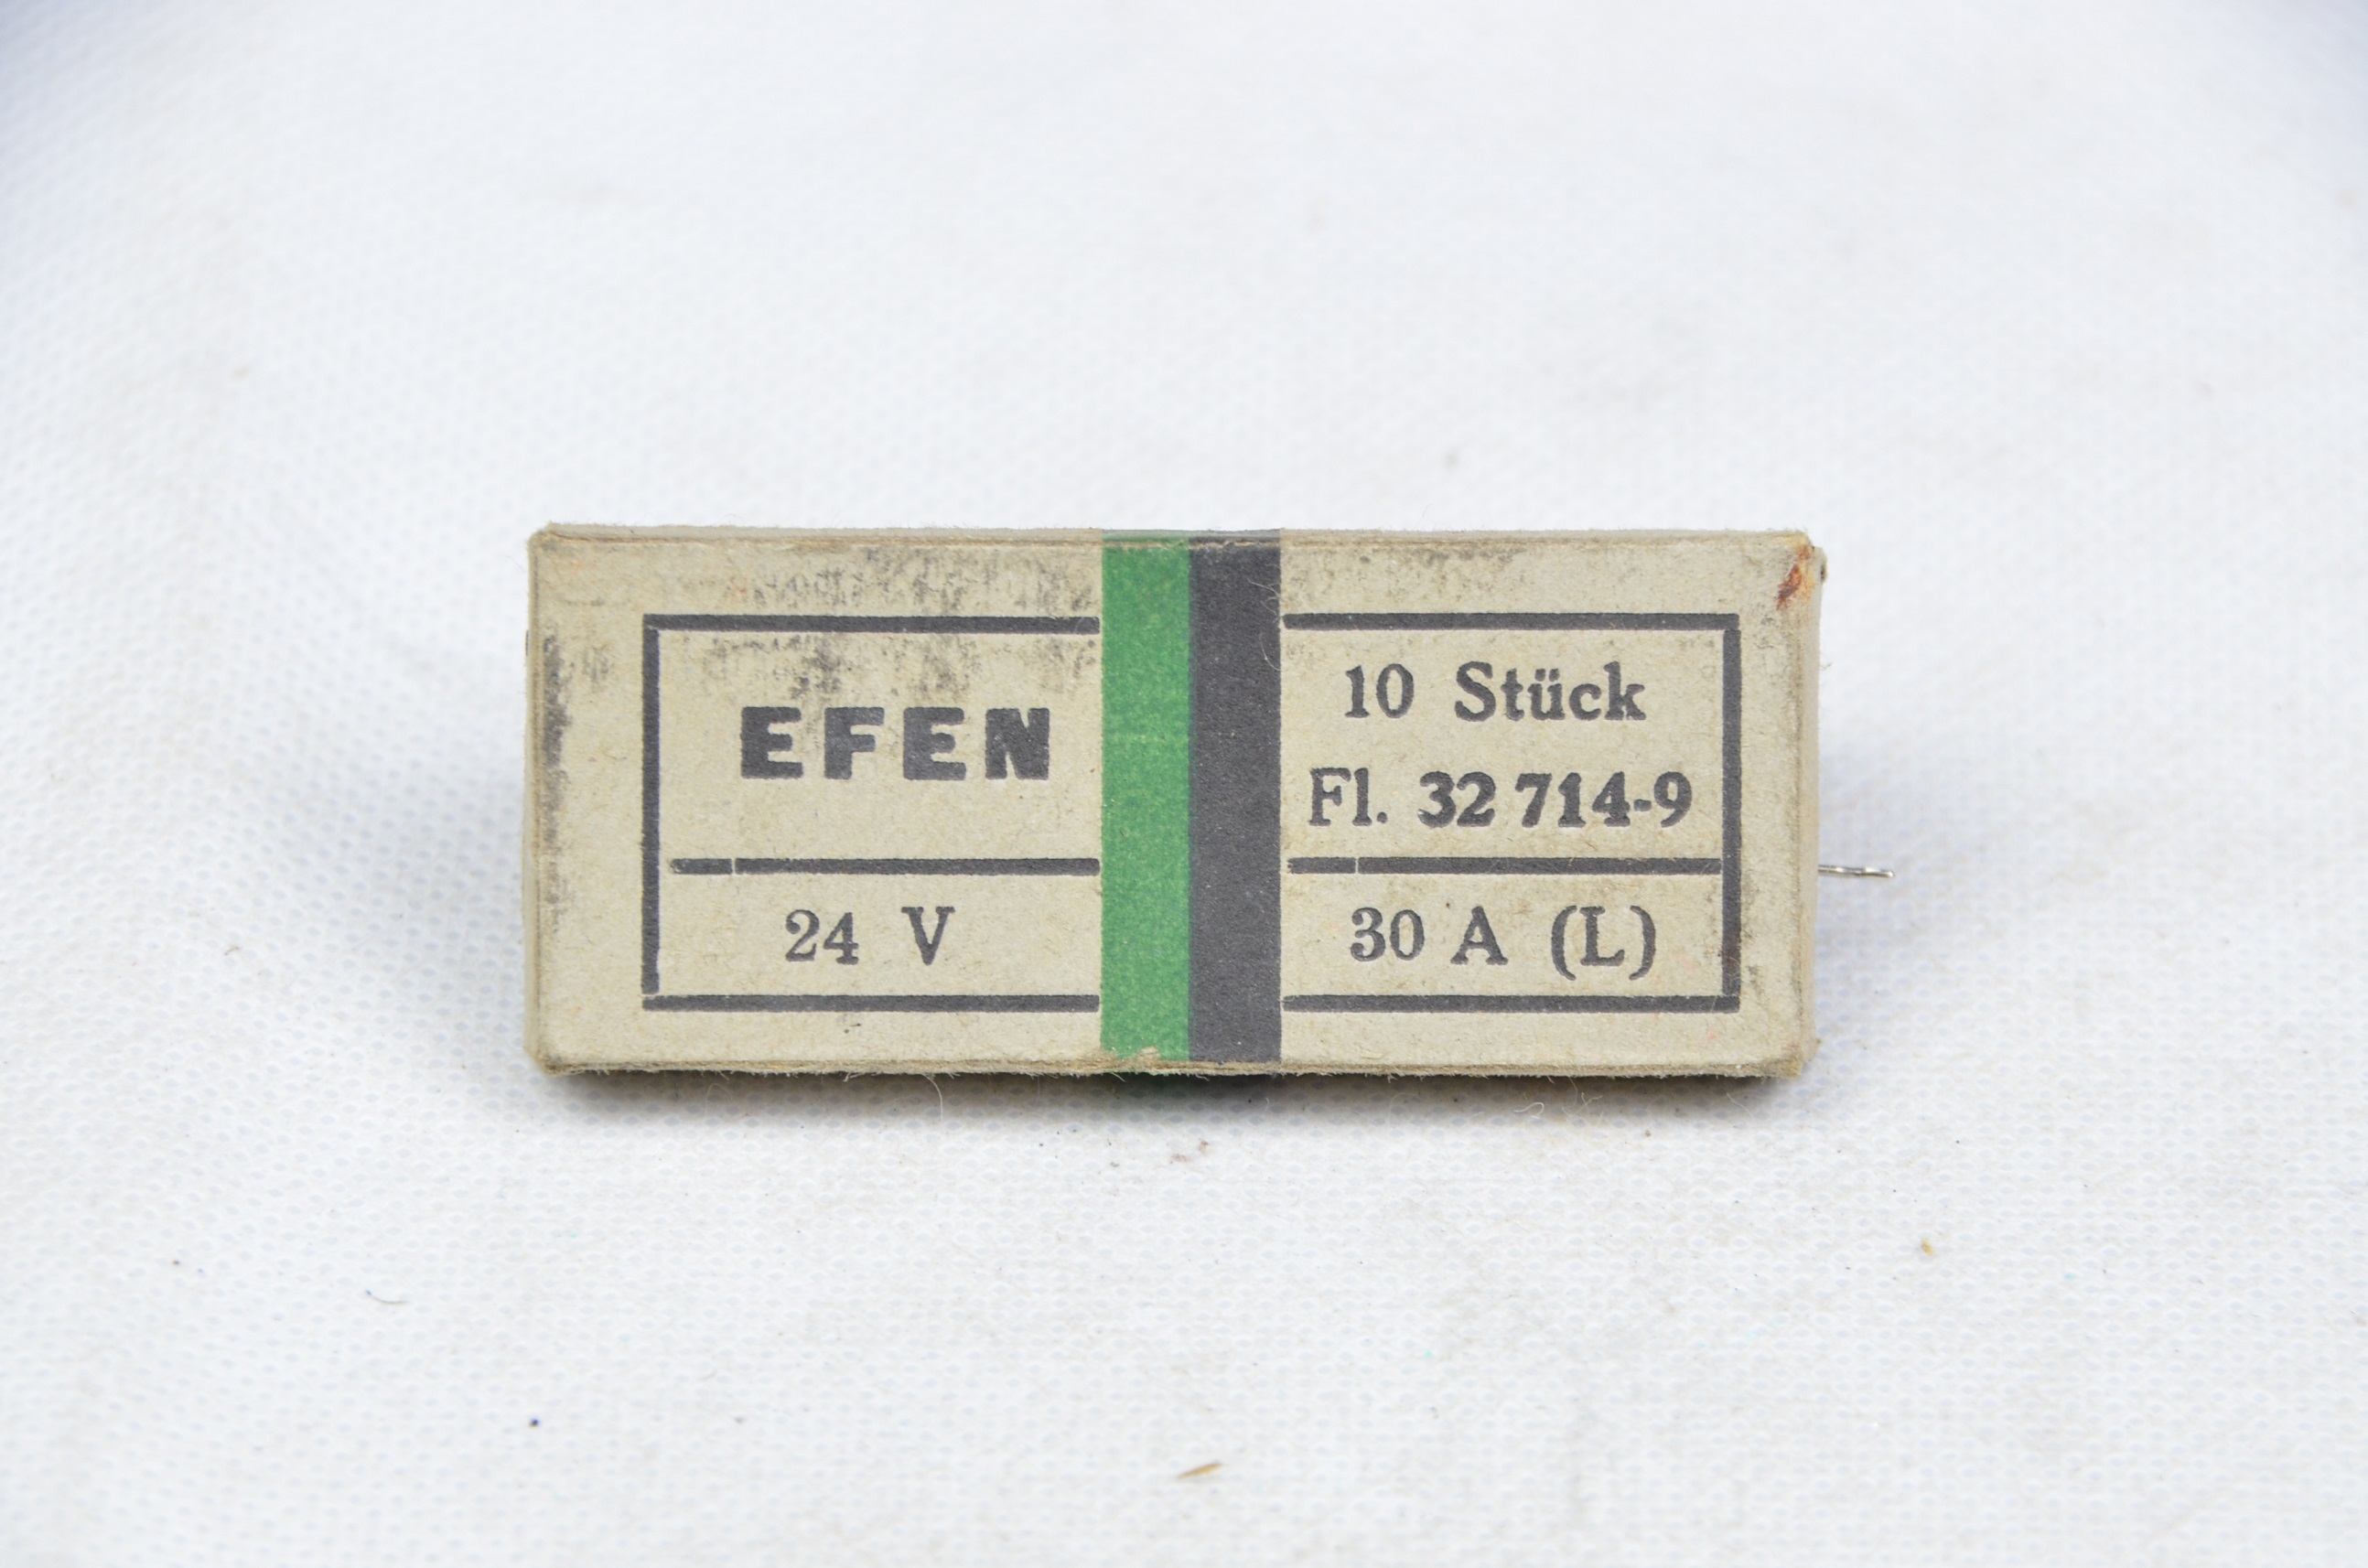 EFEN
24 V
10 Stück
Fl. 32 714-9
30 A (L)